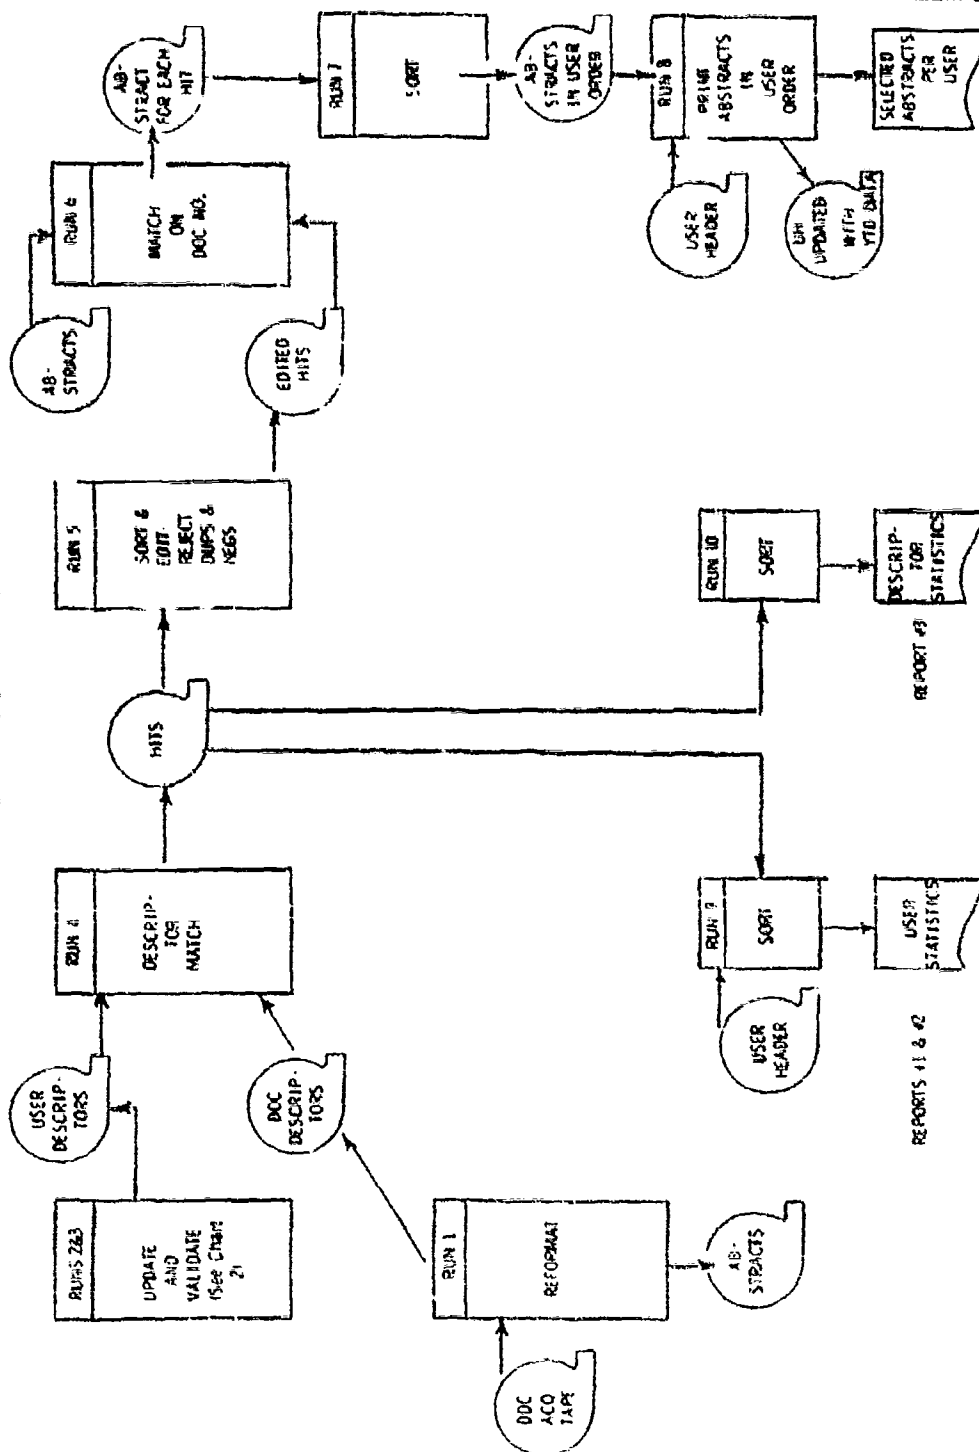 RUNS 2&3
UPDATE
AND
VALIDATE
(See Chart
2)
USER
DESCRIP-
TORS
DDC
ACQ
TAPE
RUN 1
REFORMAT
AB-
STRACTS
DOC
DESCRIP-
TORS
RUN 4
DESCRIP-
TOR
MATCH
HITS
RUN 5
SORT &
EDIT-
REJECT
DUPS &
NEGS
EDITED
HITS
AB-
STRACTS
RUN 6
MATCH
ON
DOC NO.
AB-
STRACT
FOR EACH
HIT
RUN 7
SORT
AB-
STRACTS
IN USER
ORDER
USER
HEADER
RUN 8
PRINT
ABSTRACTS
IN
USER
ORDER
UH
UPDATED
WITH
YTD DATA
SELECTED
ABSTRACTS
PER
USER
USER
HEADER
RUN 9
SORT
USER
STATISTICS
REPORTS #1 & #2
RUN 10
SORT
DESCRIP-
TOR
STATISTICS
REPORT #3